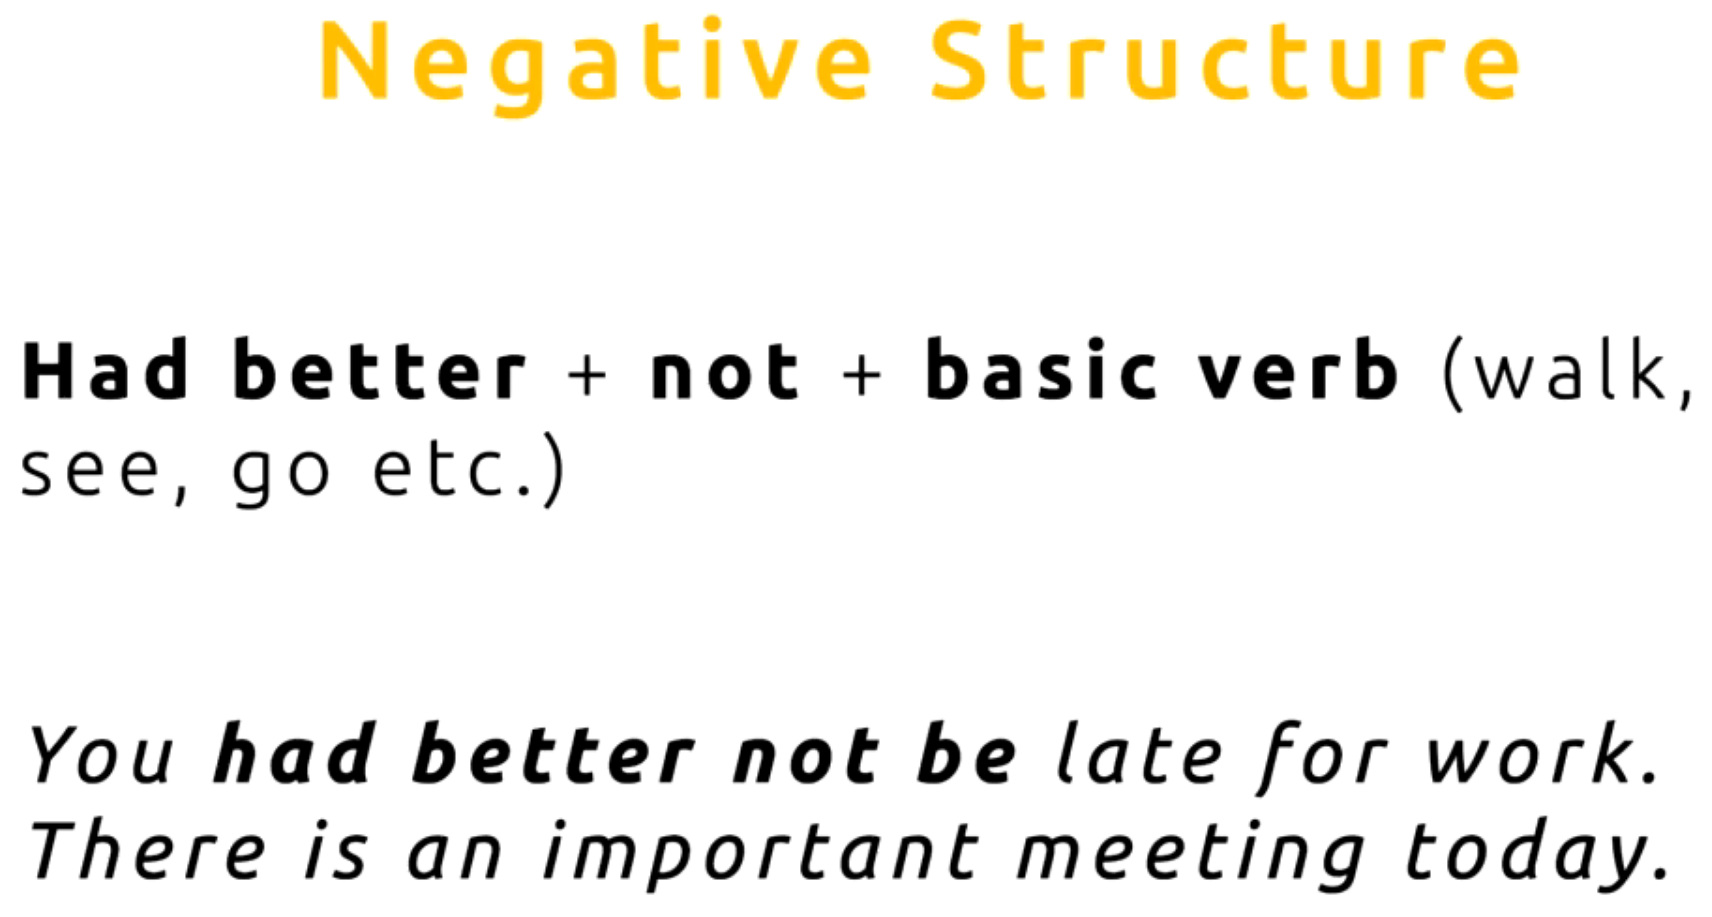 Negative Structure
Had better + not + basic verb (walk,
see, go etc.)
You had better not be late for work.
There is an important meeting today.